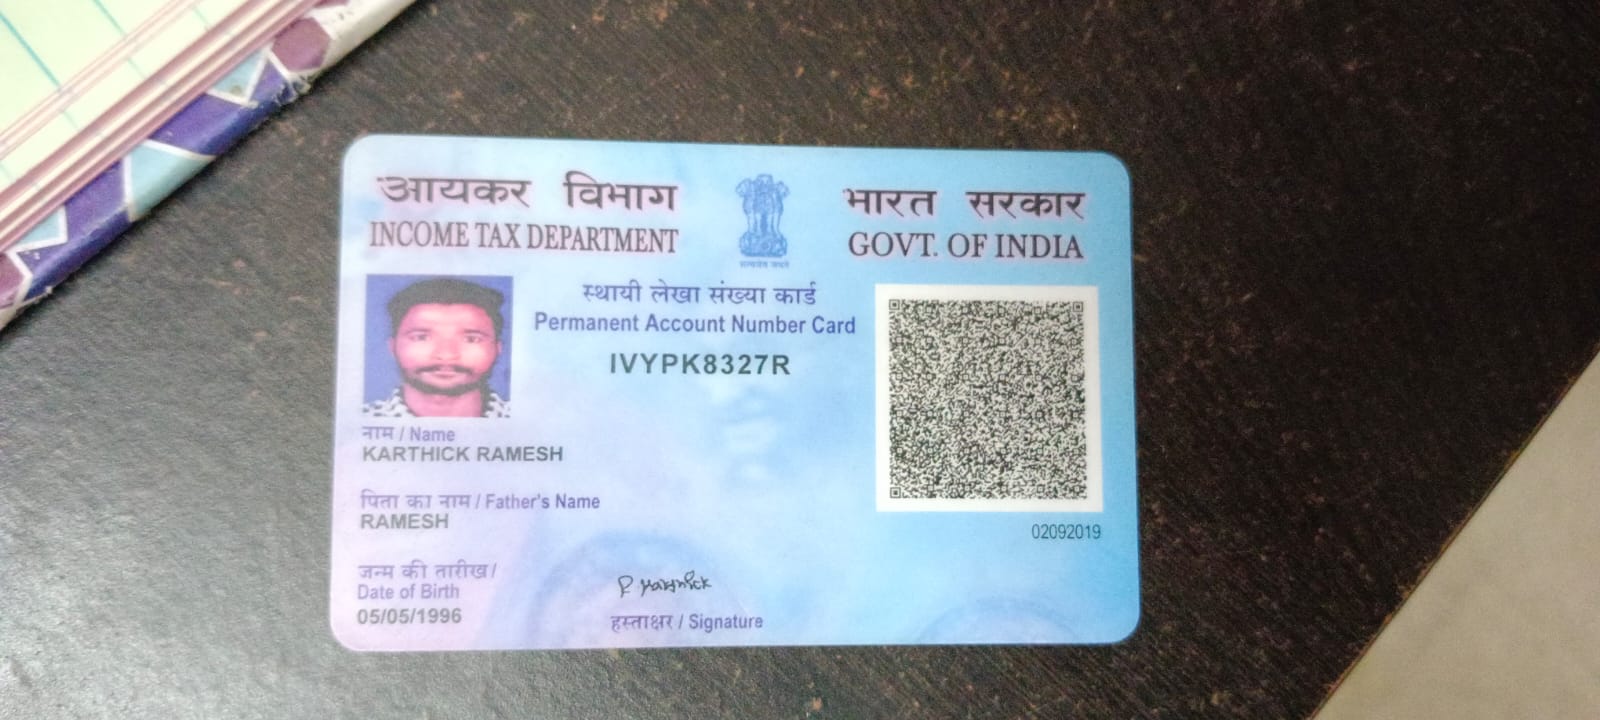 आयकर विभाग
INCOME TAX DEPARTMENT
सत्यमेव जयते
भारत सरकार
GOVT. OF INDIA
स्थायी लेखा संख्या कार्ड
Permanent Account Number Card
IVYPK8327R
नाम / Name
KARTHICK RAMESH
पिता का नाम / Father's Name
RAMESH
जन्म की तारीख /
Date of Birth
05/05/1996
R Karthick
हस्ताक्षर / Signature
02092019